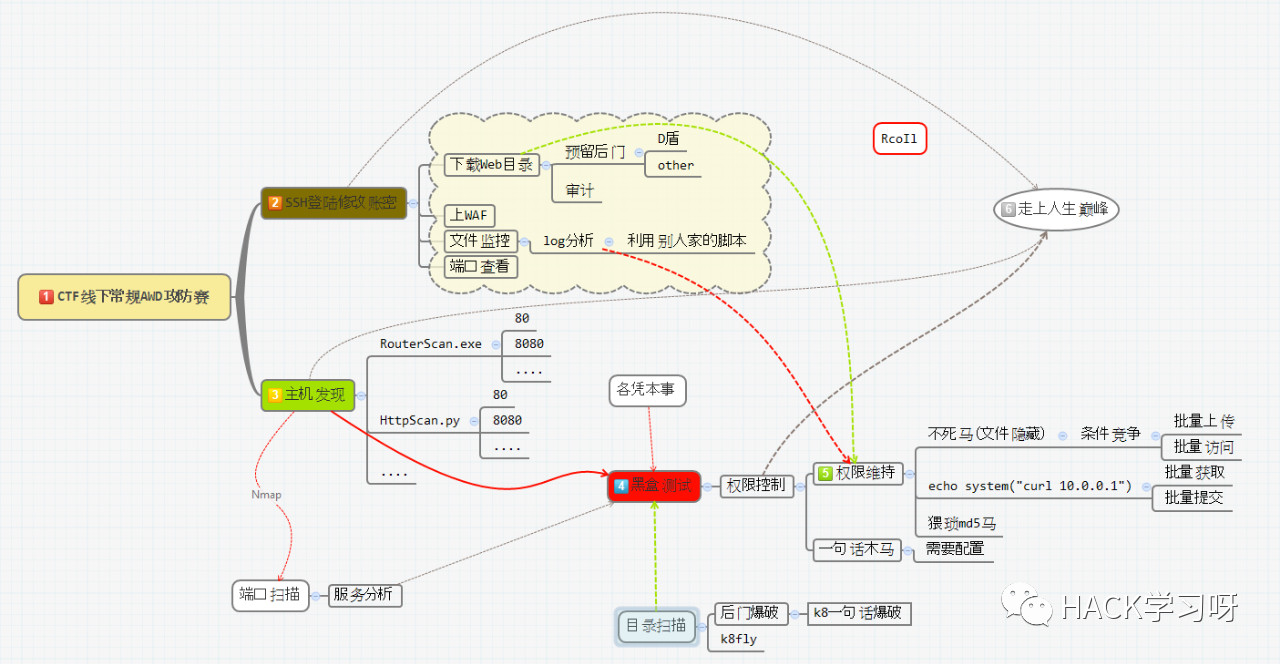 1 CTF线下常规AWD攻防赛
2 SSH登陆修改账密
下载Web目录
预留后门
D盾
other
审计
上WAF
文件监控
log分析
利用别人家的脚本
端口查看
RcoIl
6 走上人生巅峰
3 主机发现
RouterScan.exe
80
8080
....
HttpScan.py
80
8080
....
....
Nmap
端口扫描
服务分析
各凭本事
4 黑盒测试
权限控制
5 权限维持
不死马(文件隐藏)
条件竞争
批量上传
批量访问
echo system("curl 10.0.0.1")
批量获取
批量提交
猥琐md5马
一句话木马
需要配置
目录扫描
后门爆破
k8一句话爆破
k8fly
HACK学习呀